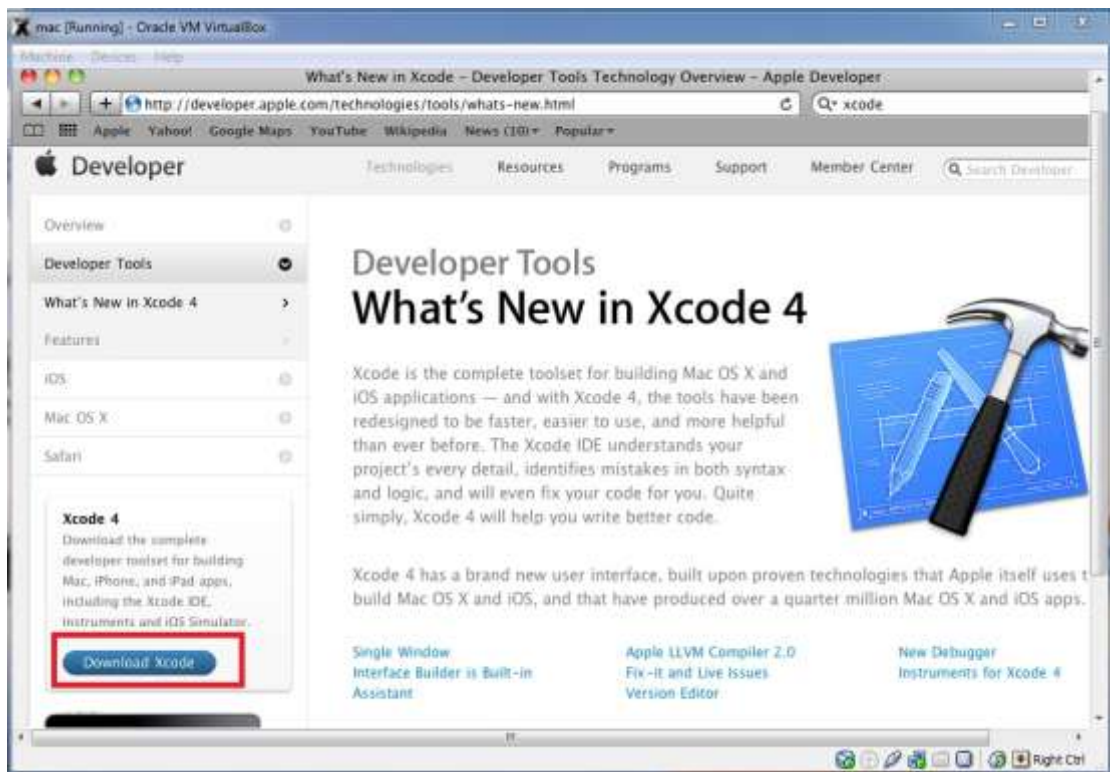 mac [Running] - Oracle VM VirtualBox
Machine Devices Help
What's New in Xcode – Developer Tools Technology Overview – Apple Developer
http://developer.apple.com/technologies/tools/whats-new.html
xcode
Apple Yahoo! Google Maps YouTube Wikipedia News (10) Popular
Developer
Technologies Resources Programs Support Member Center Search Developer
Overview
Developer Tools
What's New in Xcode 4
Features
iOS
Mac OS X
Safari
Xcode 4
Download the complete
developer toolset for building
Mac, iPhone, and iPad apps,
including the Xcode IDE,
Instruments and iOS Simulator.
Download Xcode
Developer Tools
What's New in Xcode 4
Xcode is the complete toolset for building Mac OS X and
iOS applications — and with Xcode 4, the tools have been
redesigned to be faster, easier to use, and more helpful
than ever before. The Xcode IDE understands your
project's every detail, identifies mistakes in both syntax
and logic, and will even fix your code for you. Quite
simply, Xcode 4 will help you write better code.
Xcode 4 has a brand new user interface, built upon proven technologies that Apple itself uses t
build Mac OS X and iOS, and that have produced over a quarter million Mac OS X and iOS apps.
Single Window
Interface Builder is Built-in
Assistant
Apple LLVM Compiler 2.0
Fix-it and Live Issues
Version Editor
New Debugger
Instruments for Xcode 4
Right Ctrl